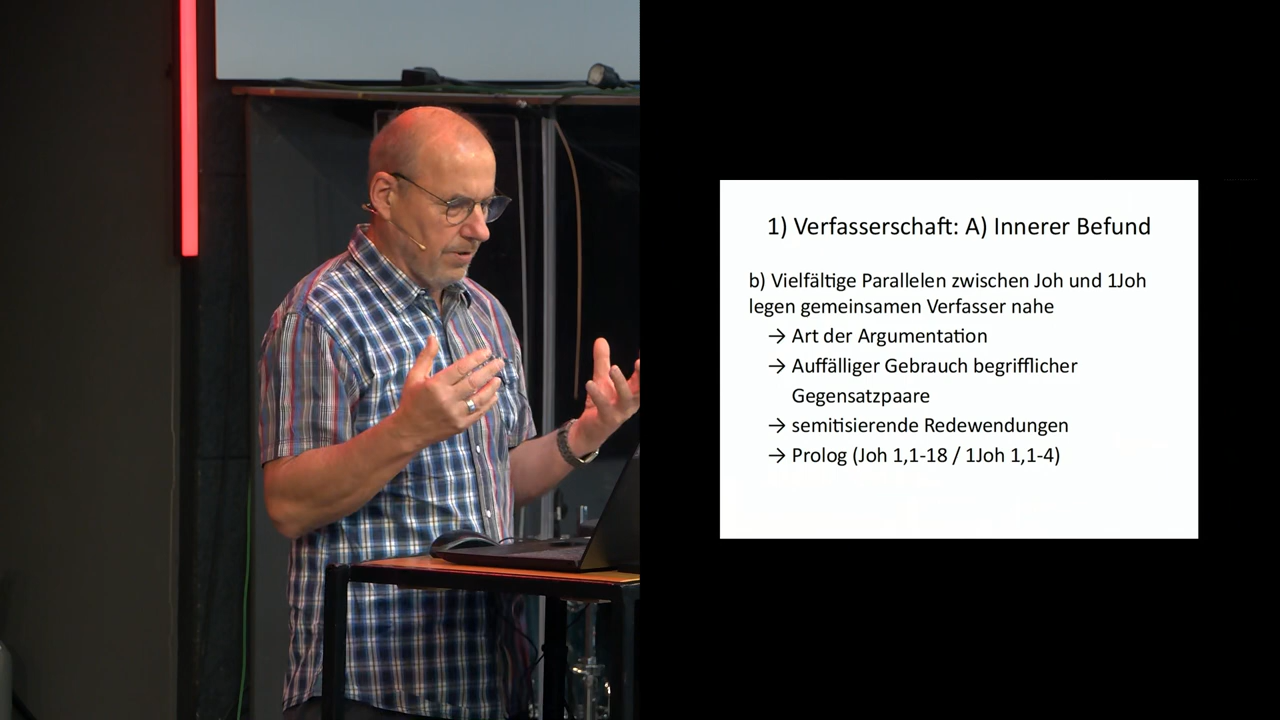 1) Verfasserschaft: A) Innerer Befund
b) Vielfältige Parallelen zwischen Joh und 1Joh
legen gemeinsamen Verfasser nahe
→ Art der Argumentation
→ Auffälliger Gebrauch begrifflicher
Gegensatzpaare
→ semitisierende Redewendungen
→ Prolog (Joh 1,1-18 / 1Joh 1,1-4)